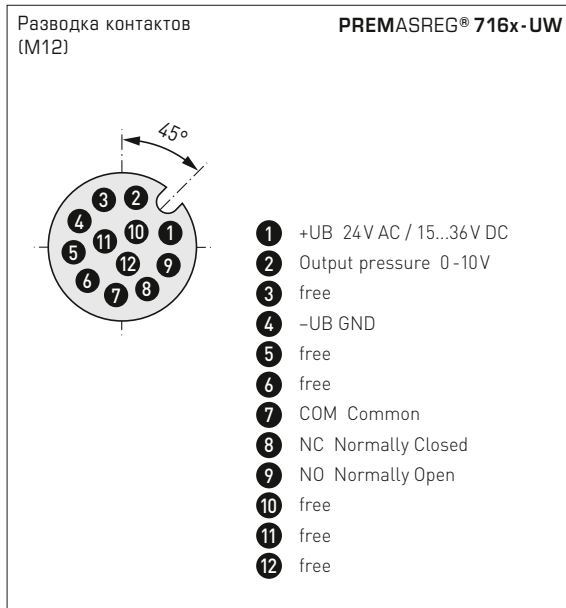 Разводка контактов
(M12)
PREMASREG® 716x-UW
45°
3 2
4 10 1
11
5 12 9
6 7 8
1 +UB 24V AC / 15...36V DC
2 Output pressure 0-10V
3 free
4 –UB GND
5 free
6 free
7 COM Common
8 NC Normally Closed
9 NO Normally Open
10 free
11 free
12 free